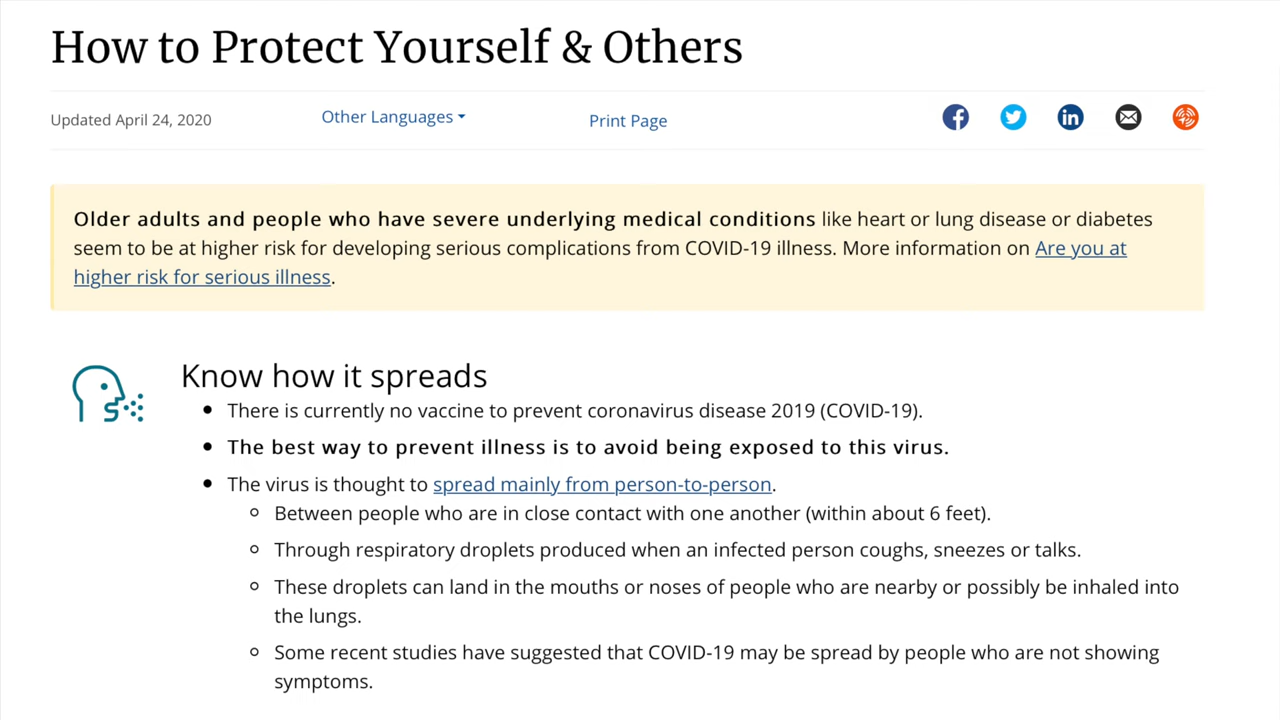 How to Protect Yourself & Others
Updated April 24, 2020 Other Languages Print Page
Older adults and people who have severe underlying medical conditions like heart or lung disease or diabetes
seem to be at higher risk for developing serious complications from COVID-19 illness. More information on Are you at
higher risk for serious illness.
Know how it spreads
• There is currently no vaccine to prevent coronavirus disease 2019 (COVID-19).
• The best way to prevent illness is to avoid being exposed to this virus.
• The virus is thought to spread mainly from person-to-person.
◦ Between people who are in close contact with one another (within about 6 feet).
◦ Through respiratory droplets produced when an infected person coughs, sneezes or talks.
◦ These droplets can land in the mouths or noses of people who are nearby or possibly be inhaled into
the lungs.
◦ Some recent studies have suggested that COVID-19 may be spread by people who are not showing
symptoms.